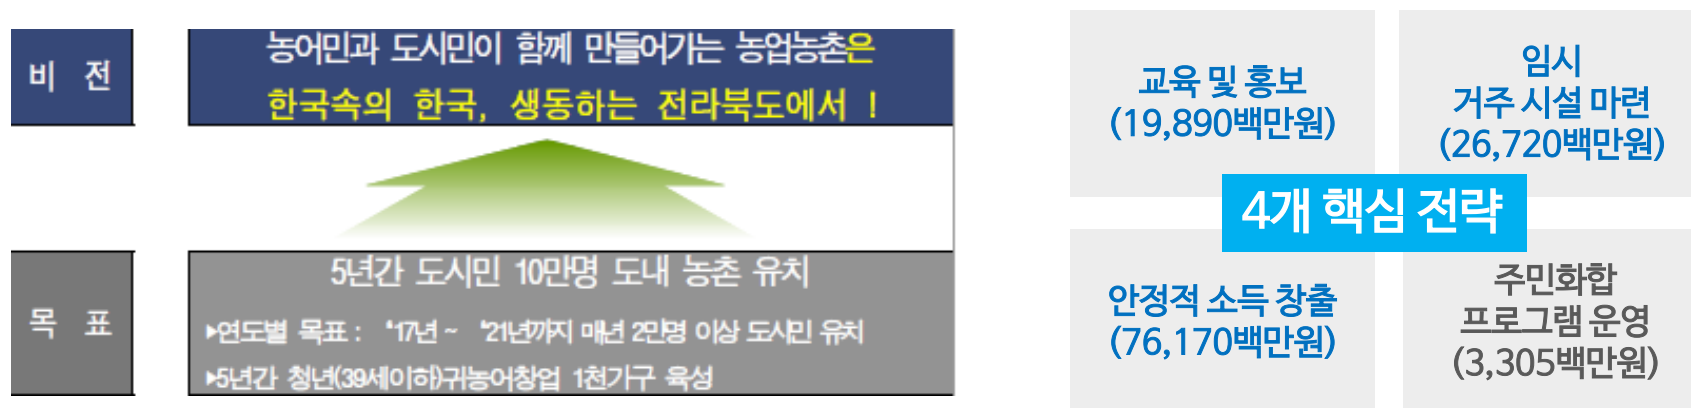 비 전
농어민과 도시민이 함께 만들어가는 농업농촌은
한국속의 한국, 생동하는 전라북도에서 !
목 표
5년간 도시민 10만명 도내 농촌 유치
▶연도별 목표 : ‘17년 ~ ‘21년까지 매년 2만명 이상 도시민 유치
▶5년간 청년(39세이하)귀농어창업 1천가구 육성
교육 및 홍보
(19,890백만원)
임시
거주 시설 마련
(26,720백만원)
4개 핵심 전략
안정적 소득 창출
(76,170백만원)
주민화합
프로그램 운영
(3,305백만원)